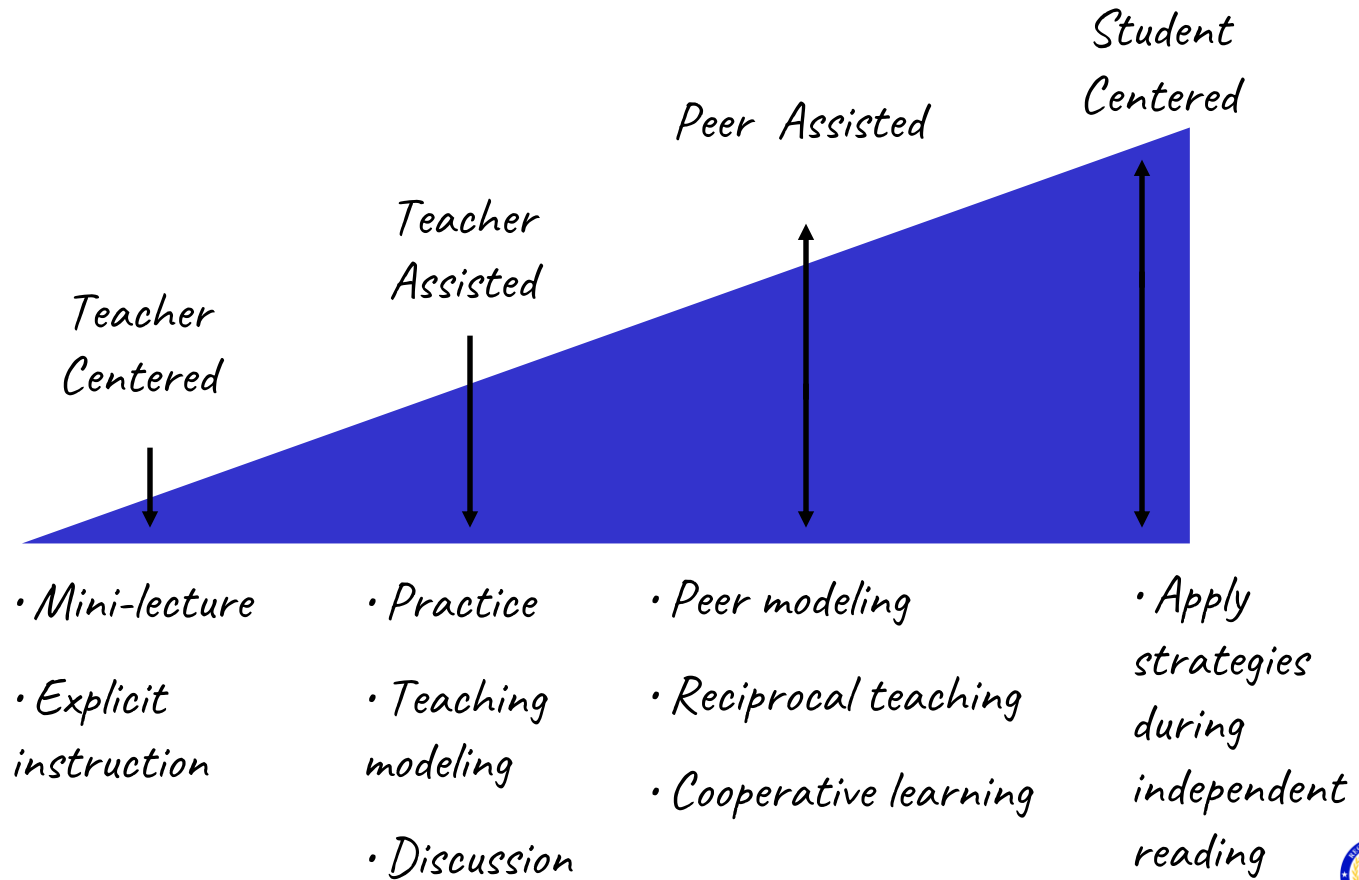 Student
Centered
Peer Assisted
Teacher
Assisted
Teacher
Centered
• Mini-lecture
• Explicit
instruction
• Practice
• Teaching
modeling
• Discussion
• Peer modeling
• Reciprocal teaching
• Cooperative learning
• Apply
strategies
during
independent
reading